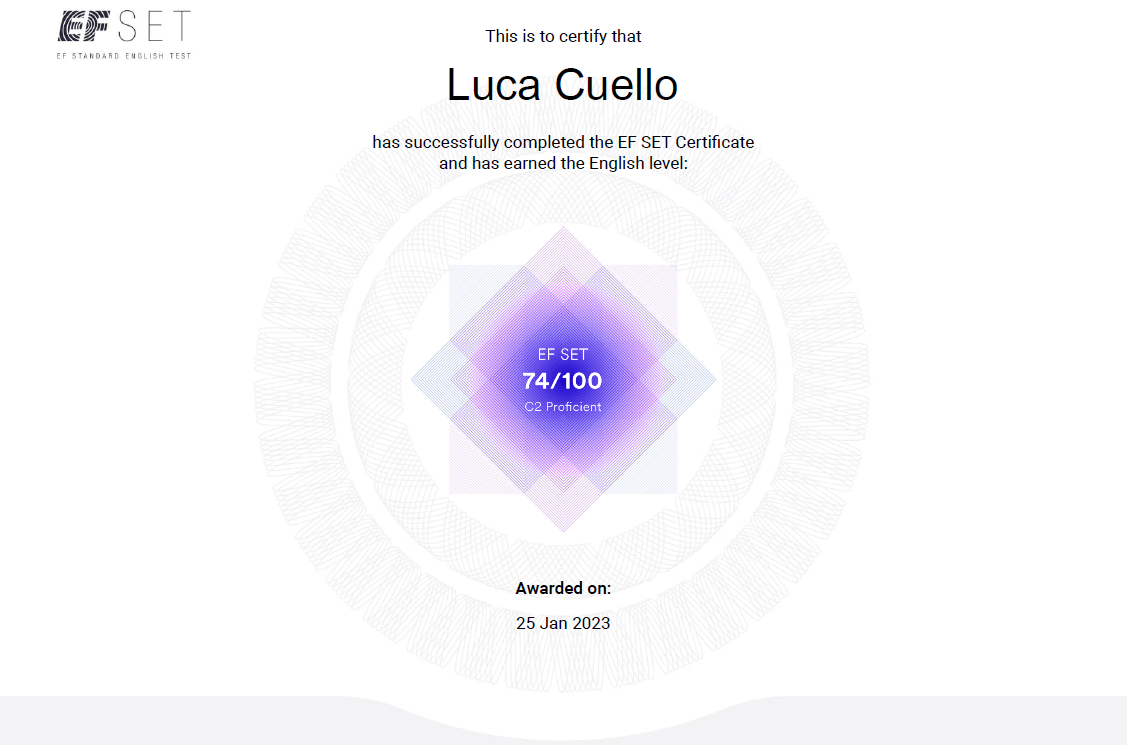 EF SET
EF STANDARD ENGLISH TEST
This is to certify that
Luca Cuello
has successfully completed the EF SET Certificate
and has earned the English level:
EF SET
74/100
C2 Proficient
Awarded on:
25 Jan 2023